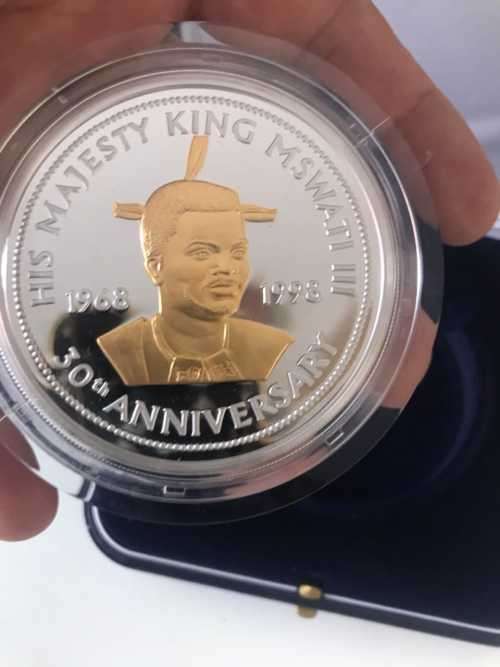 HIS MAJESTY KING MSWATI III
1968
1998
30th ANNIVERSARY